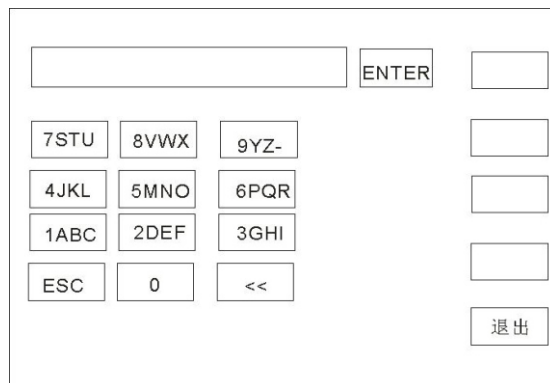 ENTER
7STU 8VWX 9YZ-
4JKL 5MNO 6PQR
1ABC 2DEF 3GHI
ESC 0 <<
退出